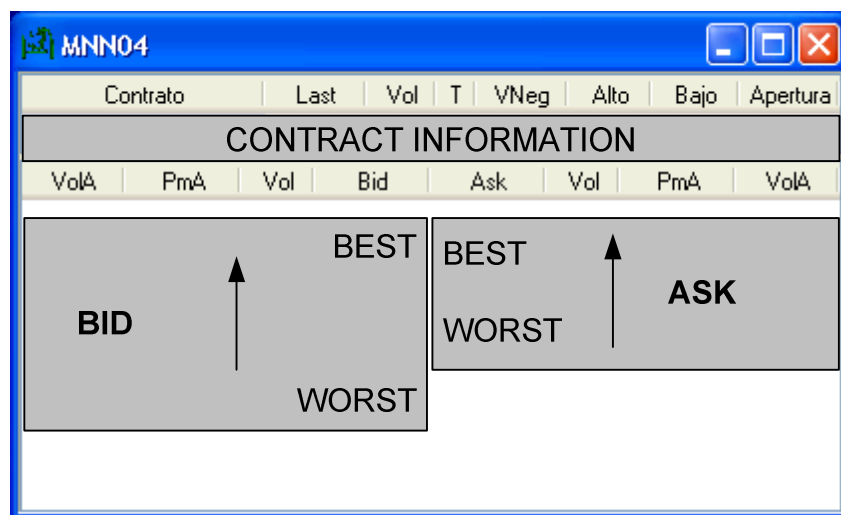 MNN04
Contrato Last Vol T VNeg Alto Bajo Apertura
CONTRACT INFORMATION
VolA PmA Vol Bid Ask Vol PmA VolA
BEST BEST
BID ASK
WORST
WORST